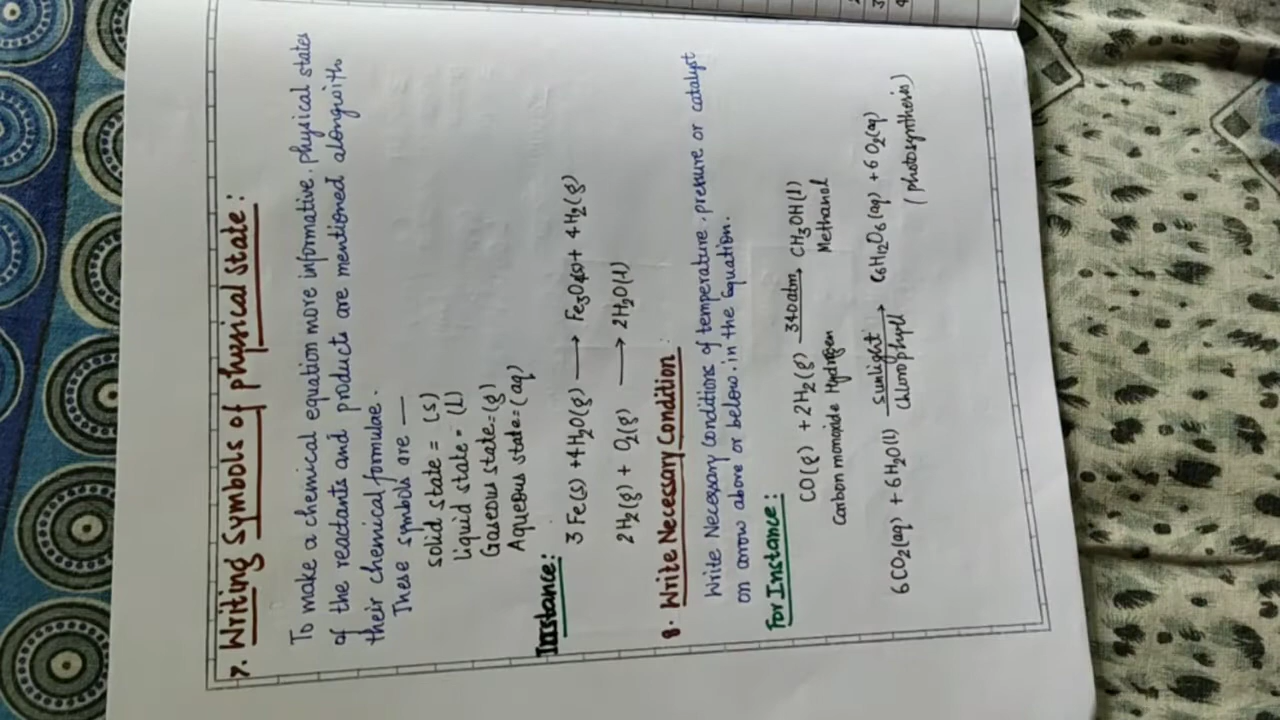 7. Writing Symbols of physical state:
To make a chemical equation more informative, physical states
of the reactants and products are mentioned alongwith
their chemical formulae.
These symbols are —
solid state = (s)
liquid state = (L)
Gaseous state = (g)
Aqueous state = (aq)
Instance:
3 Fe(s) + 4H2O(g) ⟶ Fe3O4(s) + 4H2(g)
2H2(g) + O2(g) ⟶ 2H2O(l)
8. Write Necessary Condition:
Write Necessary conditions of temperature, pressure or catalyst
on arrow above or below in the Equation.
For Instance:
CO(g) + 2H2(g) 340 atm → CH3OH(l)
Carbon monoxide Hydrogen Methanol
6CO2(aq) + 6H2O(l) sunlight → C6H12O6(aq) + 6O2(aq)
Chlorophyll (photosynthesis)